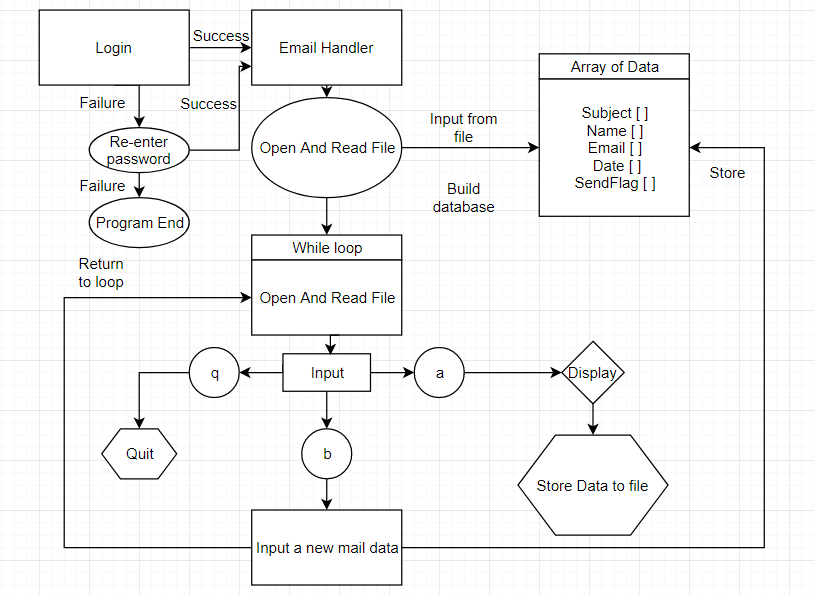 Login
Success
Email Handler
Array of Data
Failure
Success
Re-enter
password
Open And Read File
Input from
file
Subject [ ]
Name [ ]
Email [ ]
Date [ ]
SendFlag [ ]
Store
Failure
Build
database
Program End
While loop
Return
to loop
Open And Read File
q
Input
a
Display
Quit
b
Store Data to file
Input a new mail data